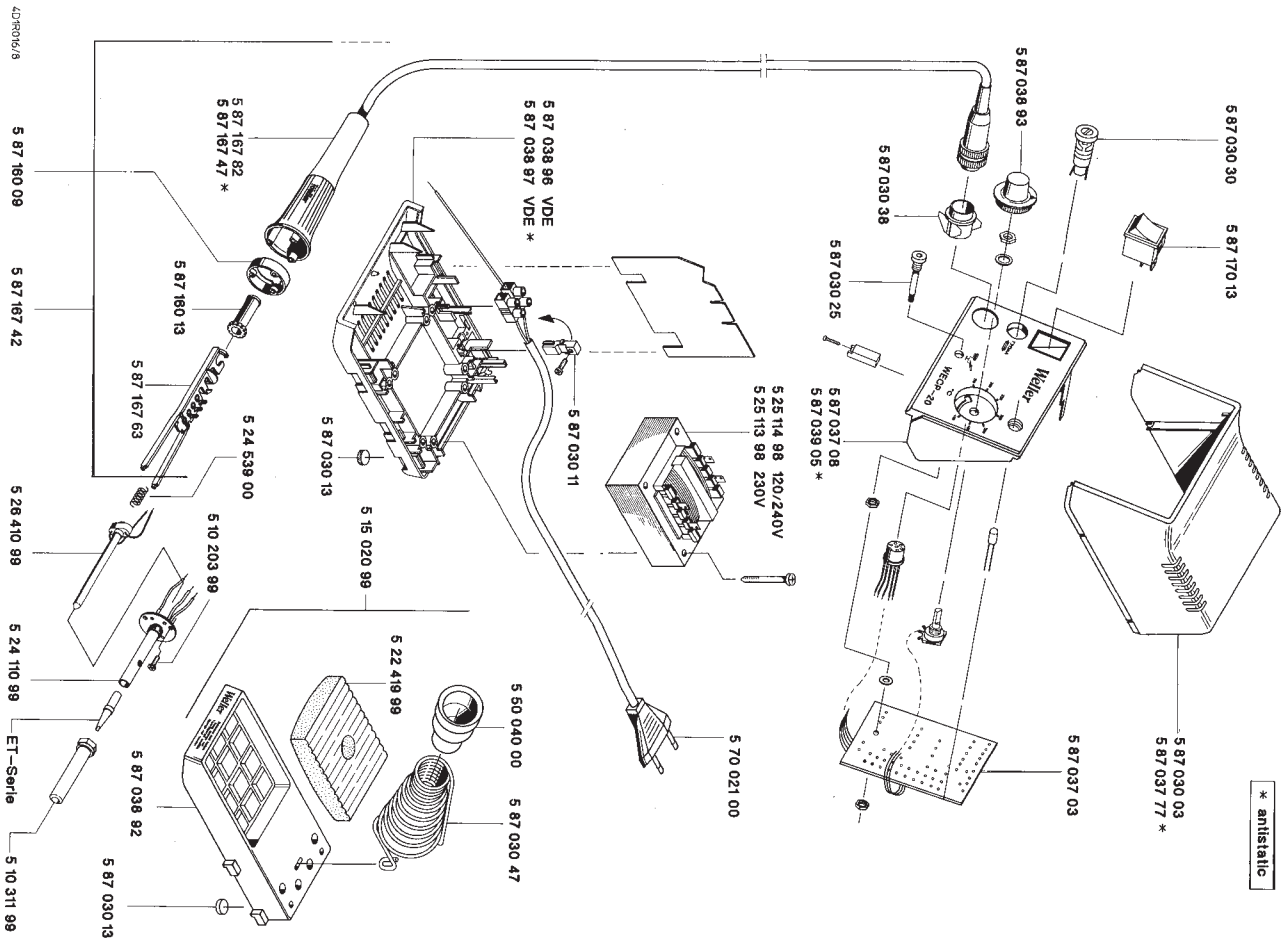 4D1R016/8
5 87 160 09
5 87 167 42
5 26 410 99
5 24 110 99
ET–Serie
5 10 311 99
5 87 167 82
5 87 167 47 *
5 87 160 13
5 87 167 63
5 24 539 00
5 10 203 99
5 15 020 99
5 87 038 92
5 87 030 13
5 87 038 96 VDE
5 87 038 97 VDE *
5 87 030 13
5 22 419 99
5 50 040 00
5 87 030 47
5 87 030 11
5 25 114 98 120/240V
5 25 113 98 230V
5 70 021 00
5 87 038 93
5 87 030 38
5 87 030 25
5 87 037 08
5 87 039 05 *
5 87 030 30
5 87 170 13
5 87 037 03
5 87 030 03
5 87 037 77 *
* antistatic
Weller
WECP–20
°C
Weller
Weller